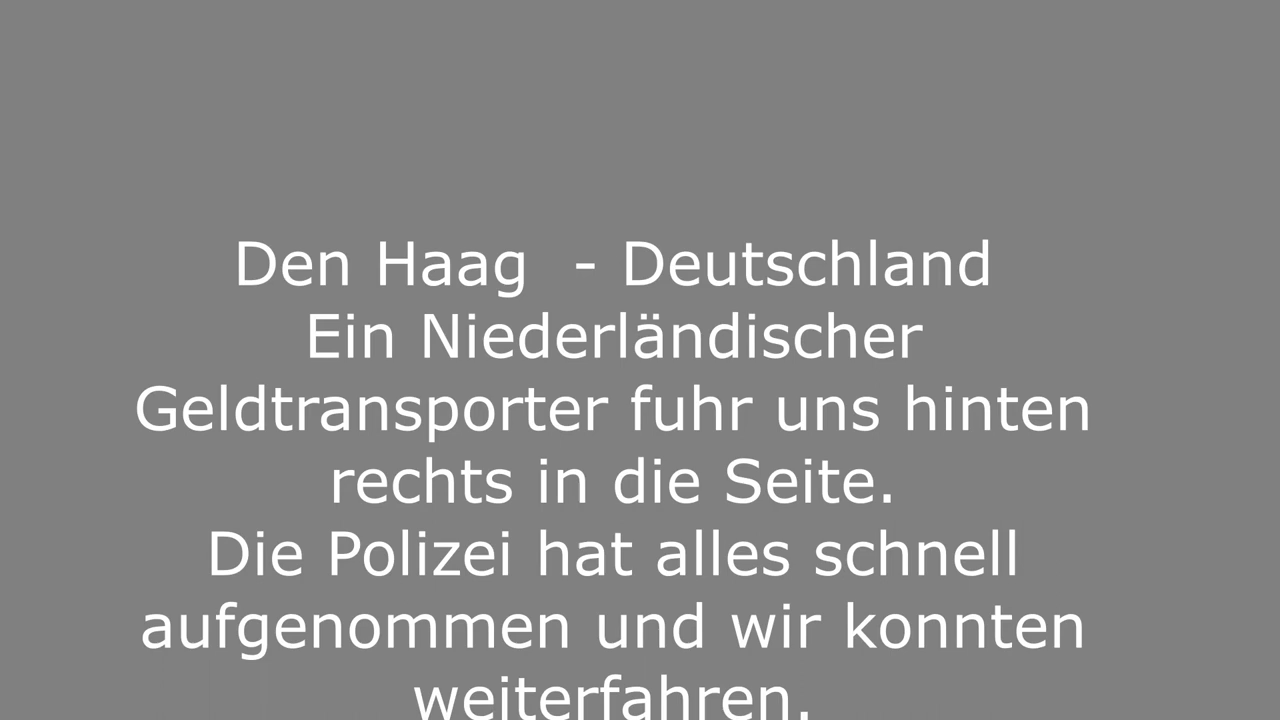 Den Haag  - Deutschland
Ein Niederländischer
Geldtransporter fuhr uns hinten
rechts in die Seite.
Die Polizei hat alles schnell
aufgenommen und wir konnten
weiterfahren.